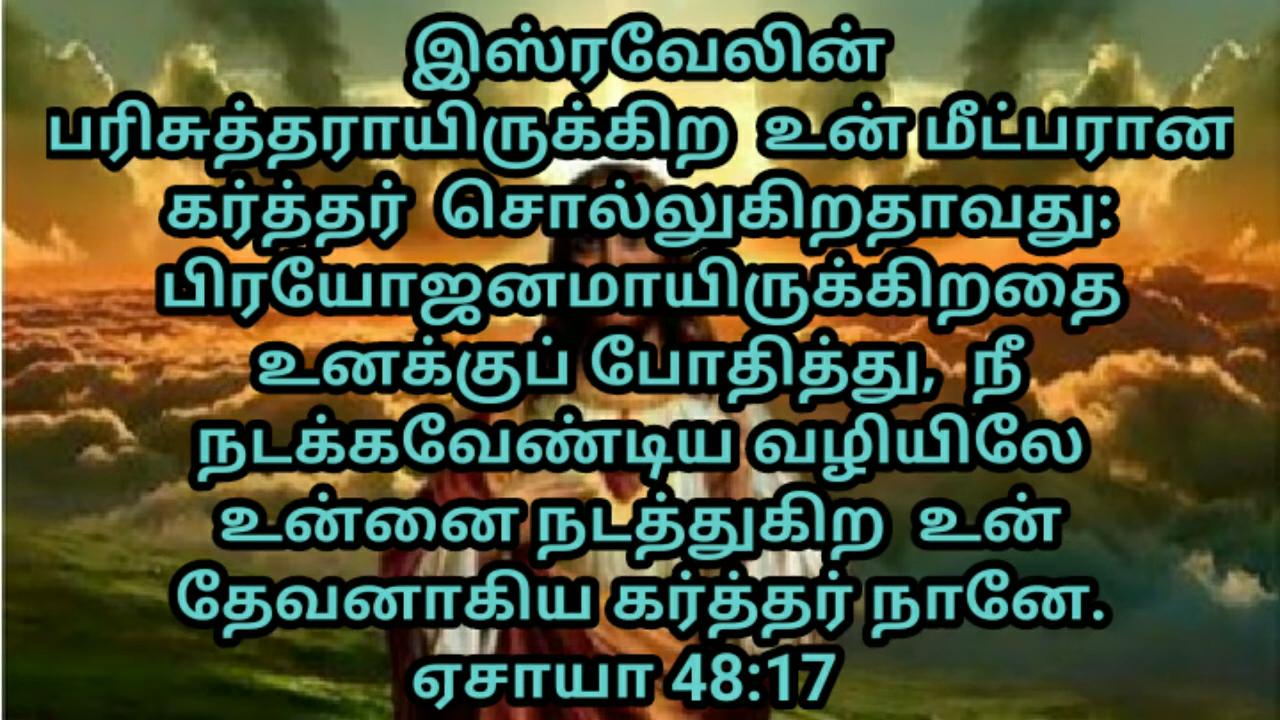 இஸ்ரவேலின்
பரிசுத்தராயிருக்கிற உன் மீட்பரான
கர்த்தர் சொல்லுகிறதாவது:
பிரயோஜனமாயிருக்கிறதை
உனக்குப் போதித்து, நீ
நடக்கவேண்டிய வழியிலே
உன்னை நடத்துகிற உன்
தேவனாகிய கர்த்தர் நானே.
ஏசாயா 48:17